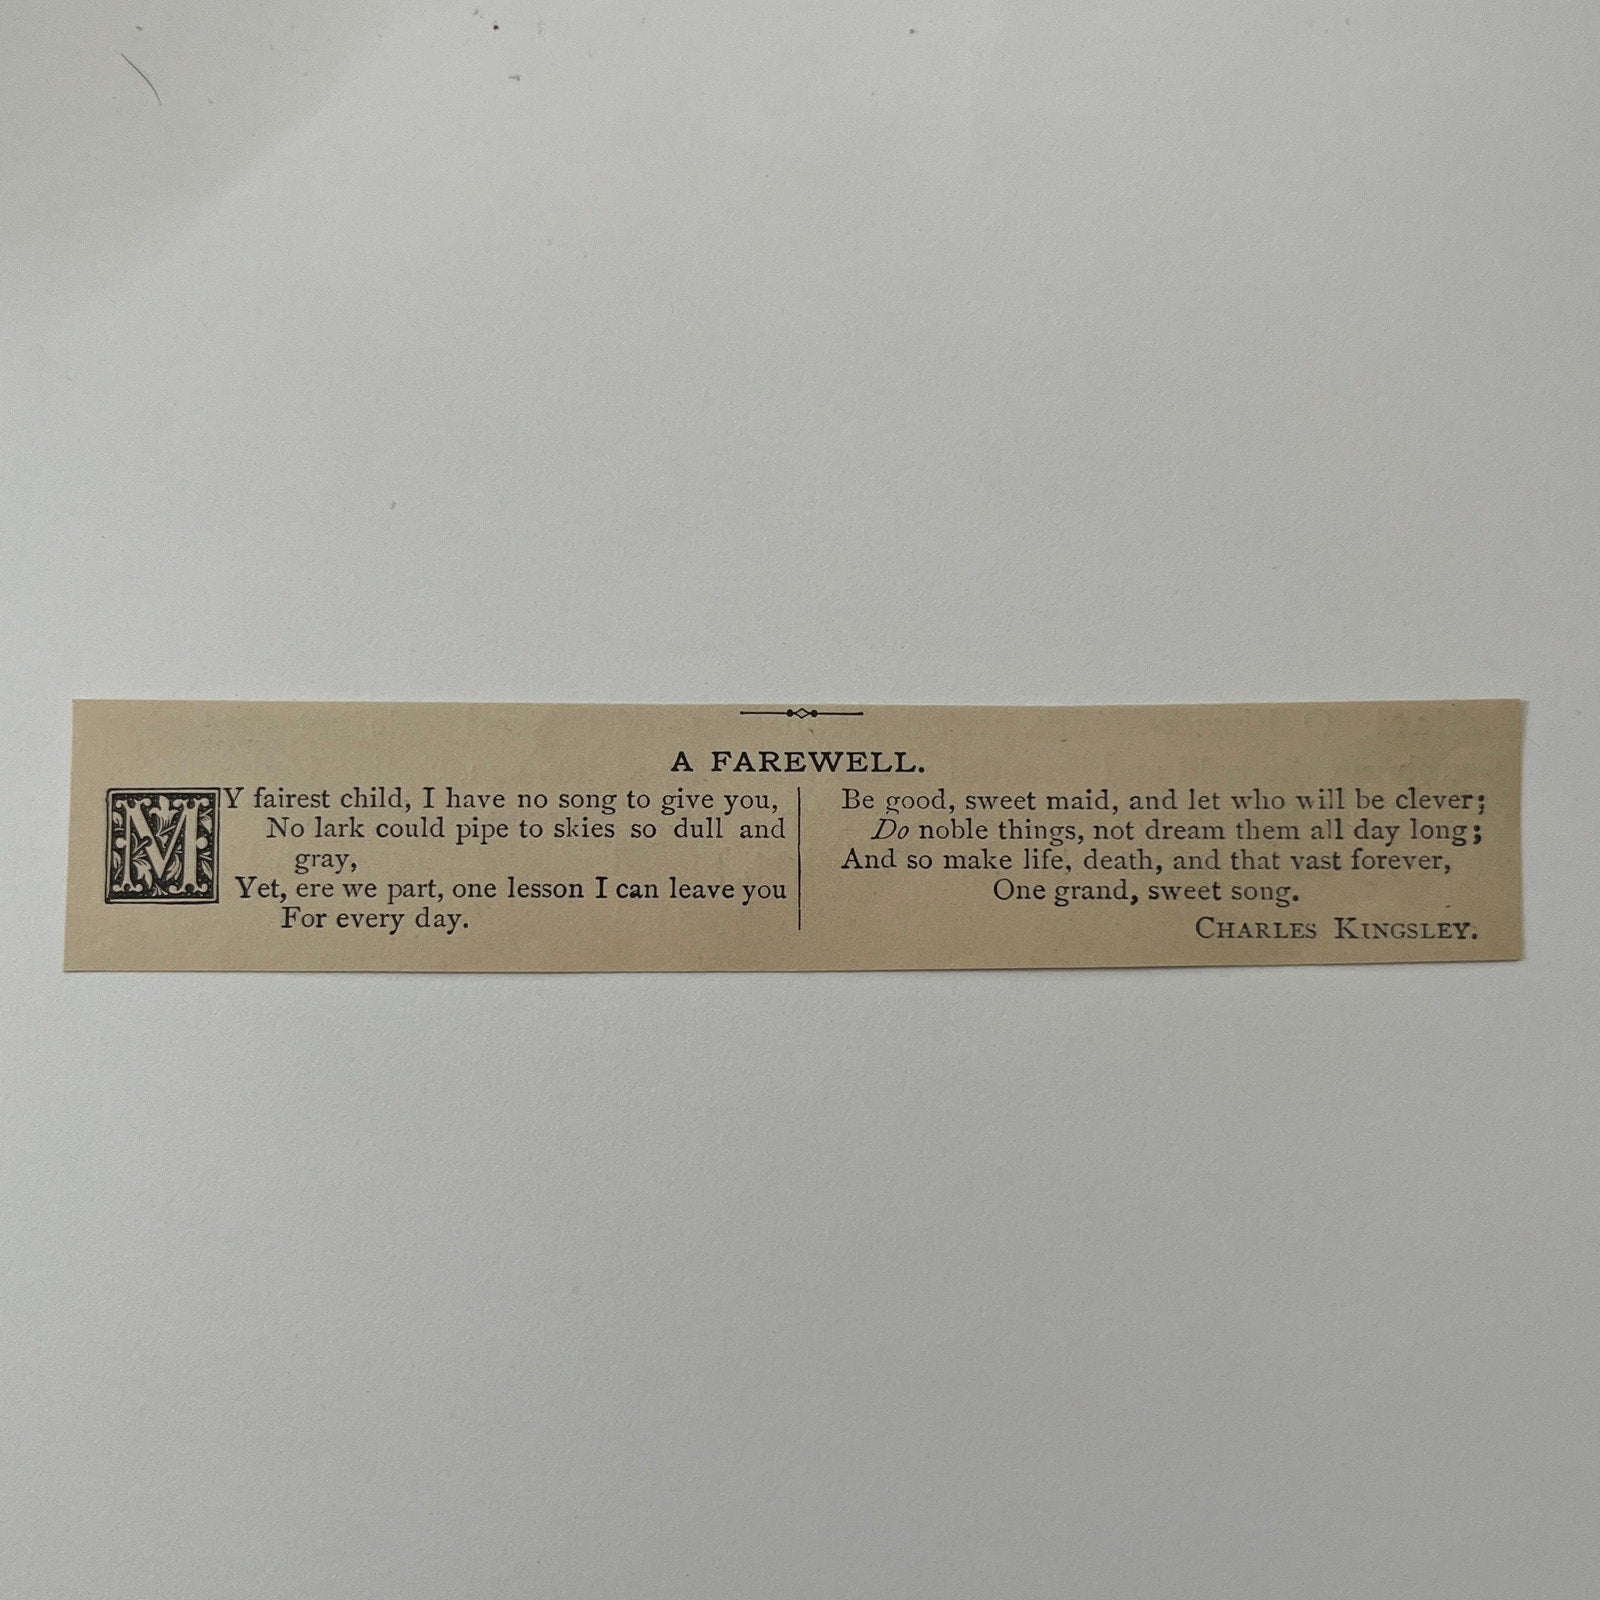 A FAREWELL.
MY fairest child, I have no song to give you,
No lark could pipe to skies so dull and
gray,
Yet, ere we part, one lesson I can leave you
For every day.
Be good, sweet maid, and let who will be clever;
Do noble things, not dream them all day long;
And so make life, death, and that vast forever,
One grand, sweet song.
CHARLES KINGSLEY.